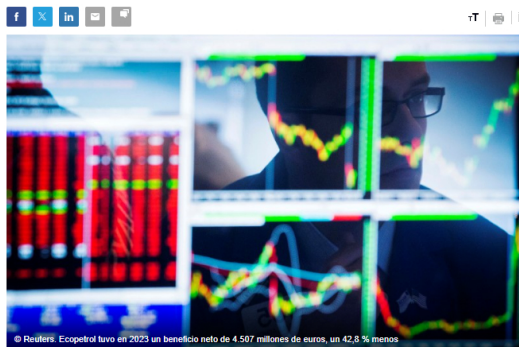 f X in
TT
© Reuters. Ecopetrol tuvo en 2023 un beneficio neto de 4.507 millones de euros, un 42,8 % menos